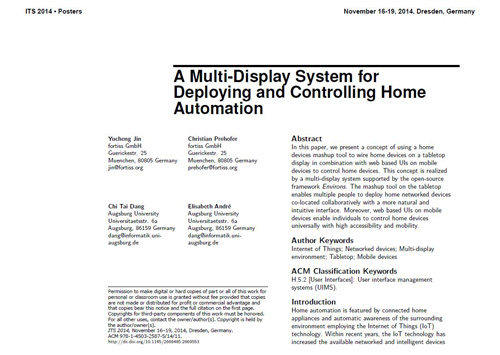 ITS 2014 • Posters
November 16-19, 2014, Dresden, Germany
A Multi-Display System for
Deploying and Controlling Home
Automation
Yucheng Jin
fortiss GmbH
Guerickestr. 25
Muenchen, 80805 Germany
jin@fortiss.org
Christian Prehofer
fortiss GmbH
Guerickestr. 25
Muenchen, 80805 Germany
prehofer@fortiss.org
Chi Tai Dang
Augsburg University
Universitaetsstr. 6a
Augsburg, 86159 Germany
dang@informatik.uni-
augsburg.de
Elisabeth André
Augsburg University
Universitaetsstr. 6a
Augsburg, 86159 Germany
andre@informatik.uni-
augsburg.de
Permission to make digital or hard copies of part or all of this work for
personal or classroom use is granted without fee provided that copies
are not made or distributed for profit or commercial advantage and
that copies bear this notice and the full citation on the first page.
Copyrights for third-party components of this work must be honored.
For all other uses, contact the owner/author(s). Copyright is held by
the author/owner(s).
ITS 2014, November 16–19, 2014, Dresden, Germany.
ACM 978-1-4503-2587-5/14/11.
Abstract
In this paper, we present a concept of using a home
devices mashup tool to wire home devices on a tabletop
display in combination with web based UIs on mobile
devices to control home devices. This concept is realized
by a multi-display system supported by the open-source
framework Environs. The mashup tool on the tabletop
enables multiple people to deploy home networked devices
co-located collaboratively with a more natural and
intuitive interface. Moreover, web based UIs on mobile
devices enable individuals to control home devices
universally with high accessibility and mobility.
Author Keywords
Internet of Things; Networked devices; Multi-display
environment; Tabletop; Mobile devices
ACM Classification Keywords
H.5.2 [User Interfaces]: User interface management
systems (UIMS).
Introduction
Home automation is featured by connected home
appliances and automatic awareness of the surrounding
environment employing the Internet of Things (IoT)
technology. Within recent years, the IoT technology has
increased the available networked and intelligent devices